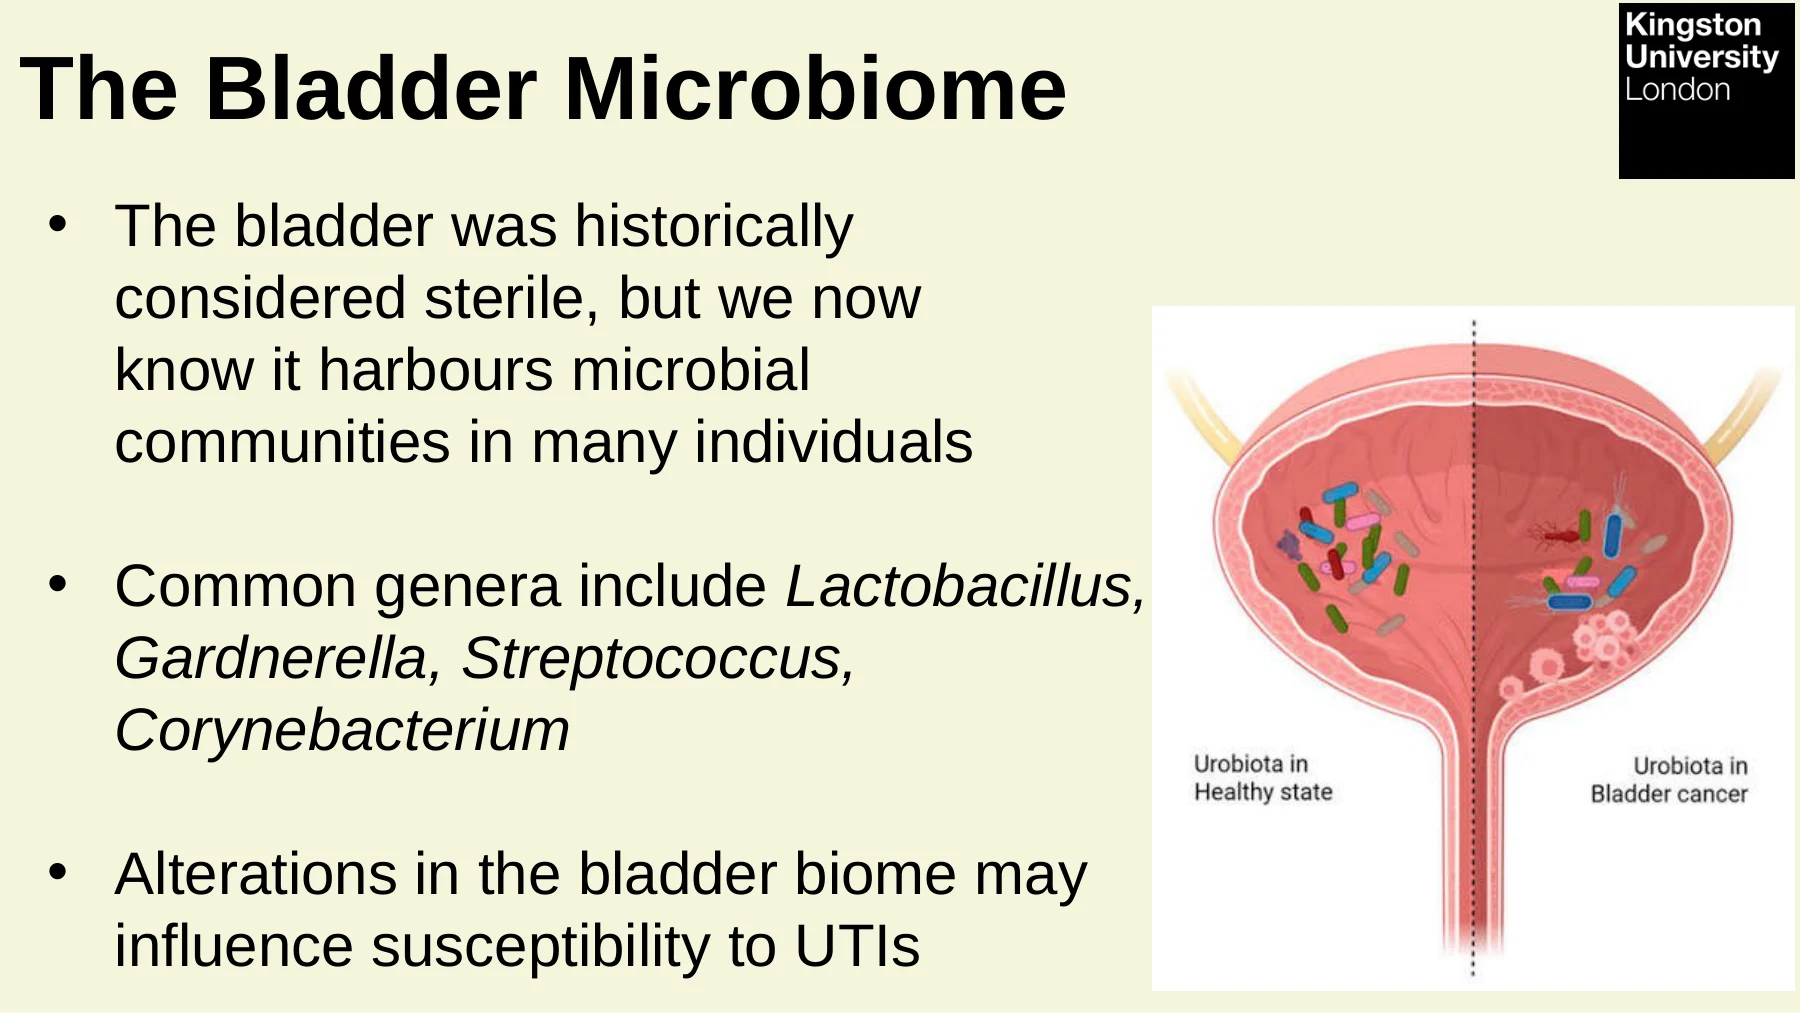 The Bladder Microbiome
Kingston
University
London
• The bladder was historically
considered sterile, but we now
know it harbours microbial
communities in many individuals
• Common genera include Lactobacillus,
Gardnerella, Streptococcus,
Corynebacterium
• Alterations in the bladder biome may
influence susceptibility to UTIs
Urobiota in
Healthy state
Urobiota in
Bladder cancer